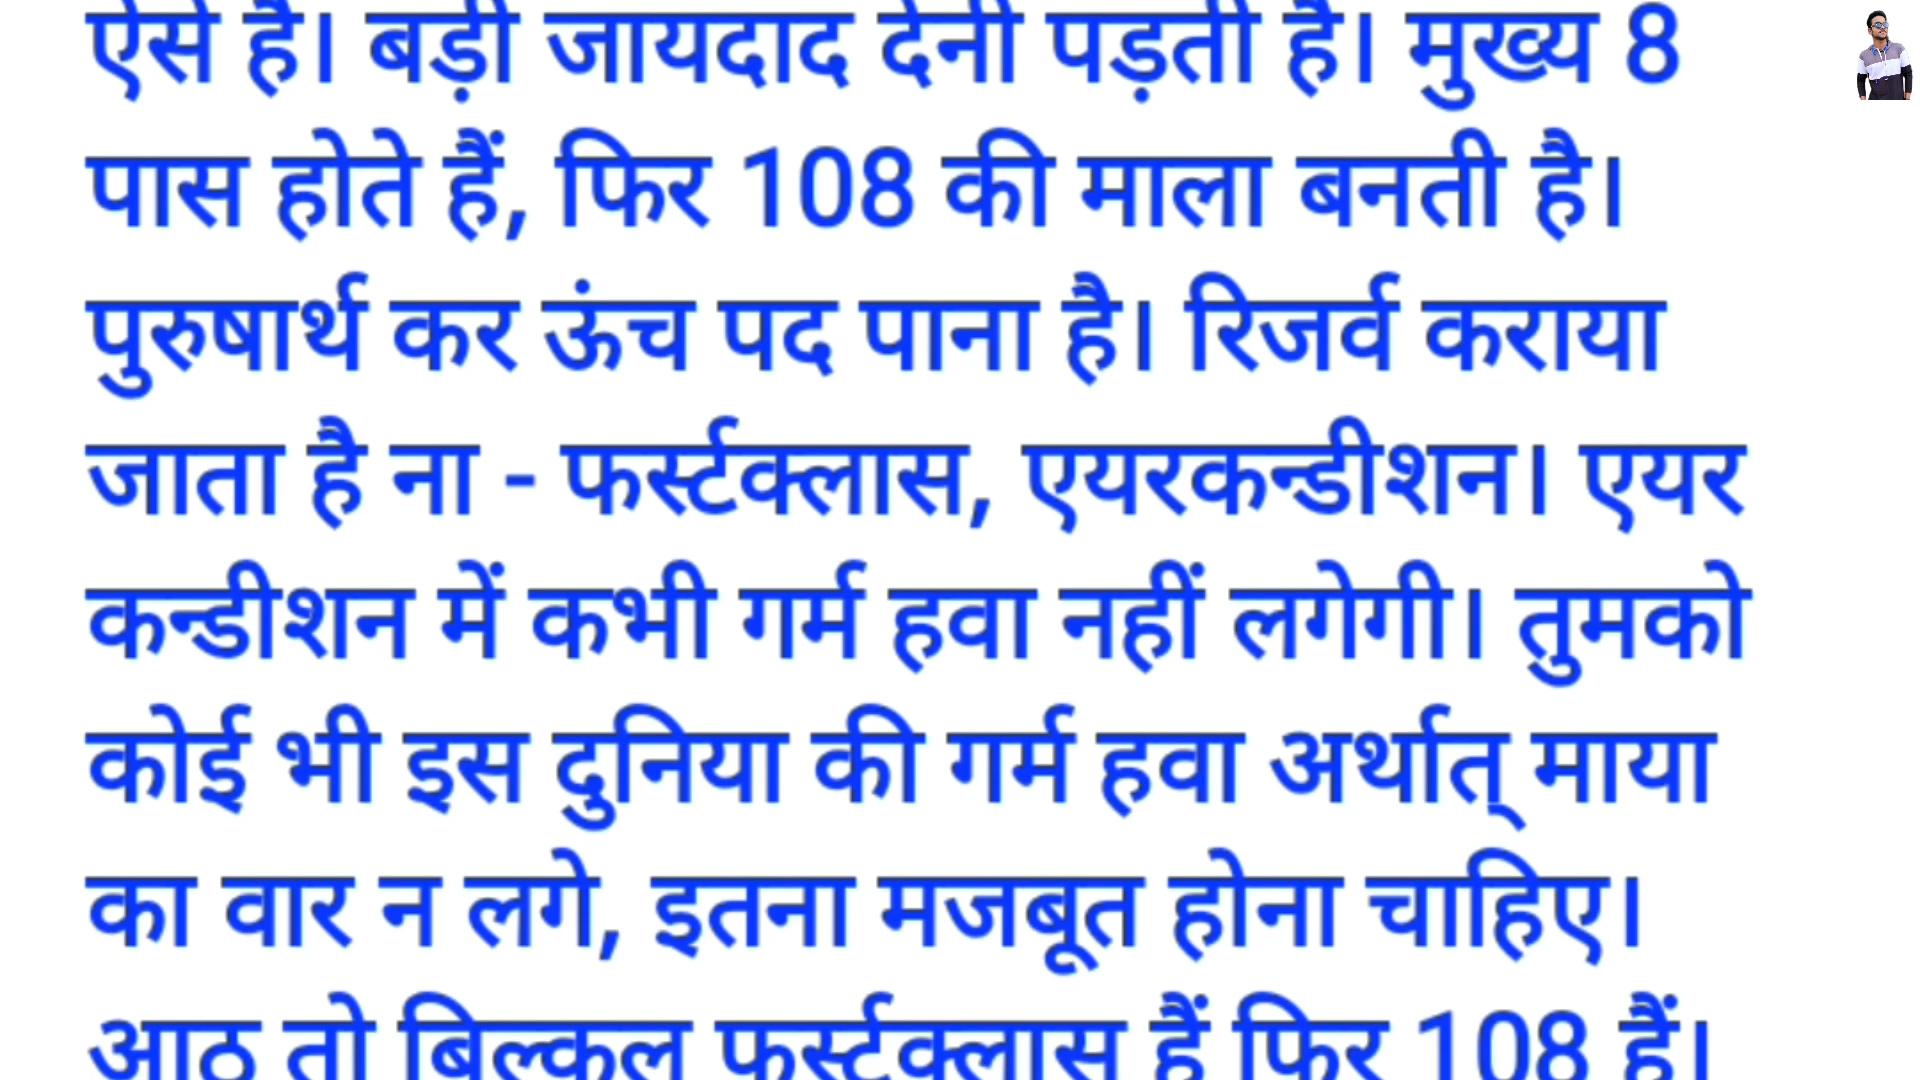 ऐसे है। बड़ी जायदाद देनी पड़ती है। मुख्य 8
पास होते हैं, फिर 108 की माला बनती है।
पुरुषार्थ कर ऊंच पद पाना है। रिजर्व कराया
जाता है ना - फर्स्टक्लास, एयरकन्डीशन। एयर
कन्डीशन में कभी गर्म हवा नहीं लगेगी। तुमको
कोई भी इस दुनिया की गर्म हवा अर्थात् माया
का वार न लगे, इतना मजबूत होना चाहिए।
आठ तो बिल्कुल फर्स्टक्लास हैं फिर 108 हैं।